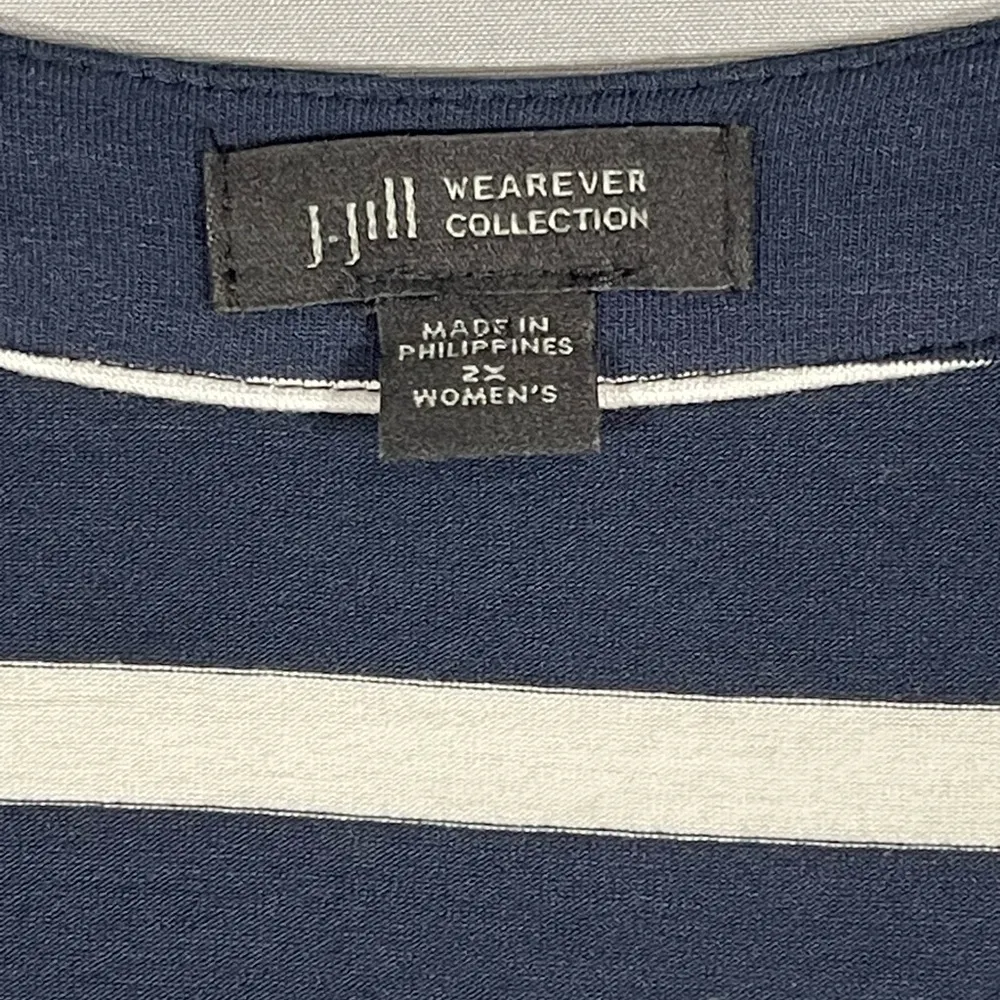 J.Jill WEAREVER
COLLECTION
MADE IN
PHILIPPINES
2X
WOMEN'S